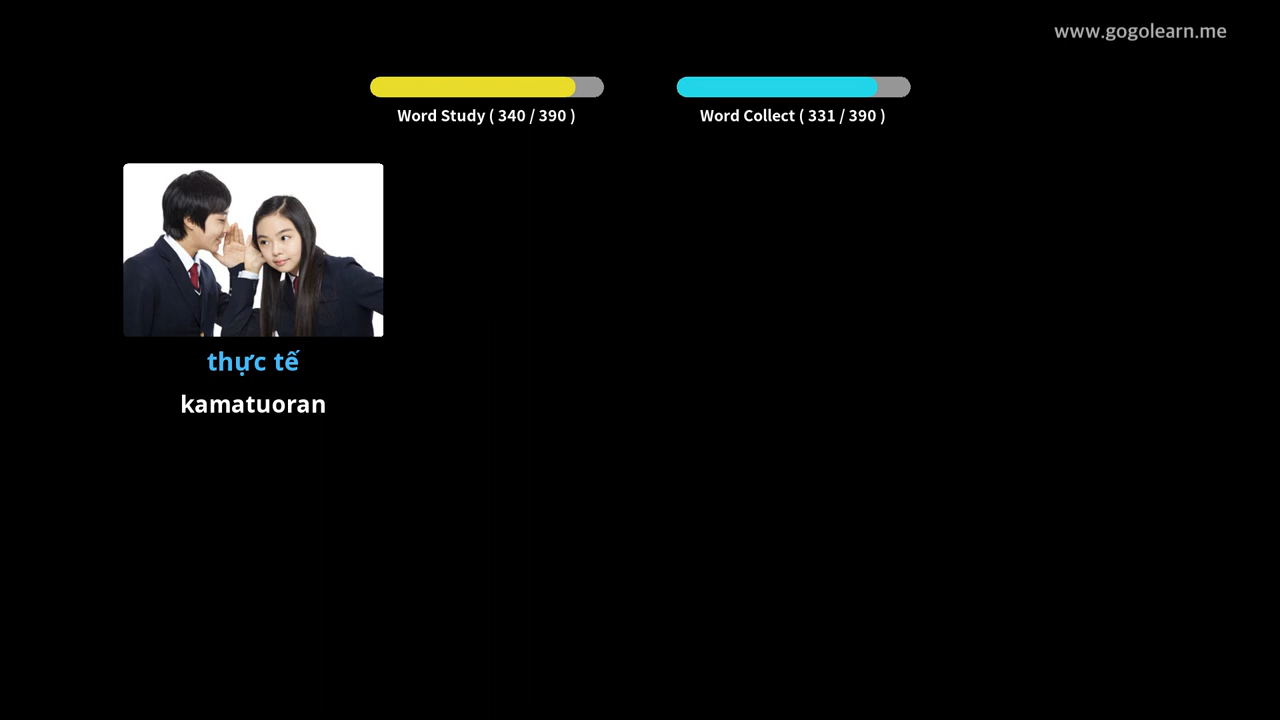 www.gogolearn.me
Word Study ( 340 / 390 )
Word Collect ( 331 / 390 )
thực tế
kamatuoran